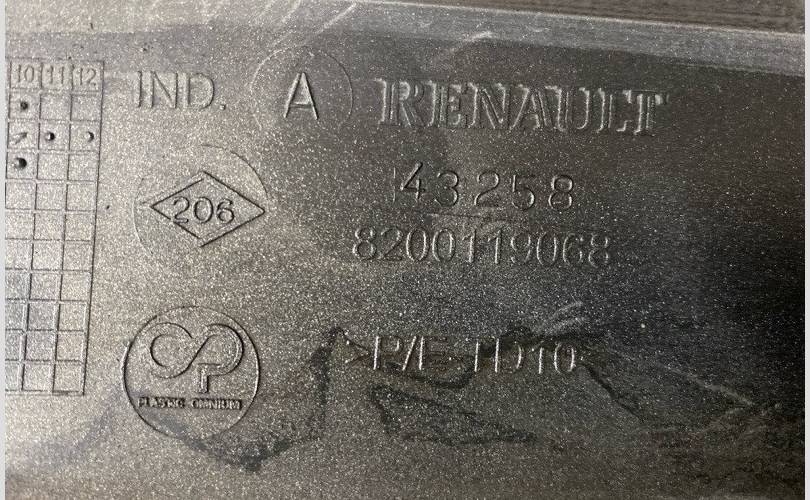 10 11 12
IND. A RENAULT
43258
206
8200119068
>P/E-TD10<
PLASTIC OMNIUM